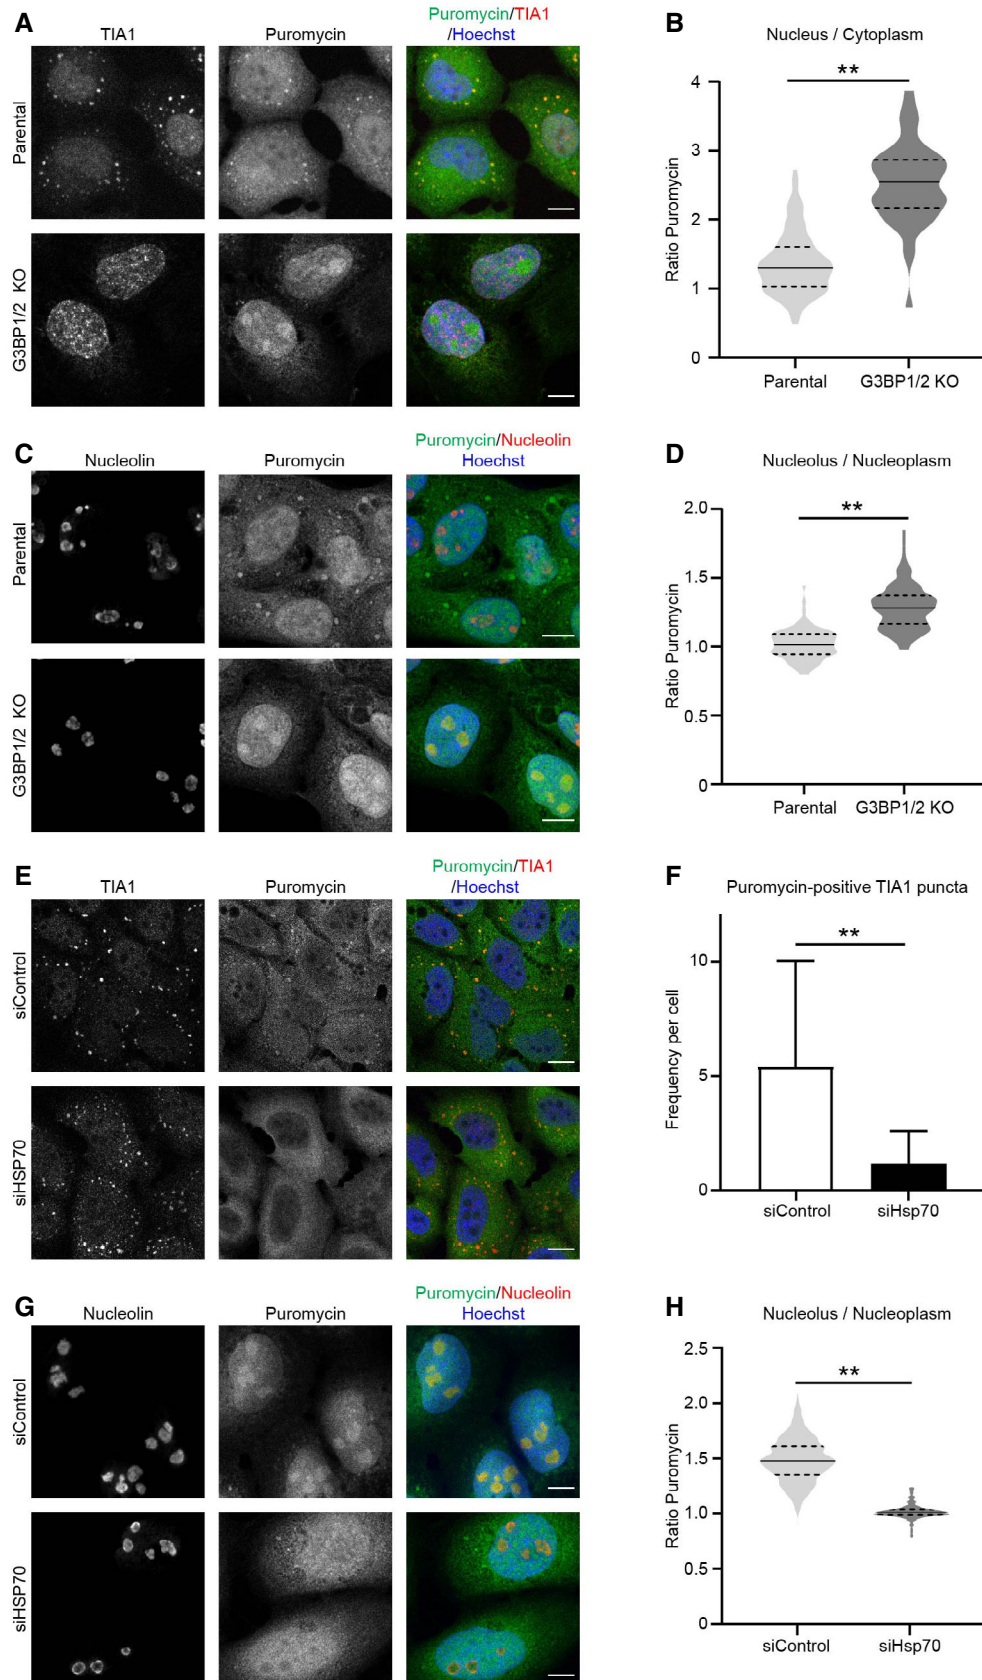 A
TIA1
Puromycin
Puromycin/TIA1
/Hoechst
Parental
G3BP1/2 KO
B
Nucleus / Cytoplasm
**
Ratio Puromycin
4
3
2
1
0
Parental
G3BP1/2 KO
C
Nucleolin
Puromycin
Puromycin/Nucleolin
Hoechst
Parental
G3BP1/2 KO
D
Nucleolus / Nucleoplasm
**
Ratio Puromycin
2.0
1.5
1.0
0.5
0
Parental
G3BP1/2 KO
E
TIA1
Puromycin
Puromycin/TIA1
/Hoechst
siControl
siHSP70
F
Puromycin-positive TIA1 puncta
**
Frequency per cell
10
5
0
siControl
siHsp70
G
Nucleolin
Puromycin
Puromycin/Nucleolin
Hoechst
siControl
siHSP70
H
Nucleolus / Nucleoplasm
**
Ratio Puromycin
2.5
2.0
1.5
1.0
0.5
0
siControl
siHsp70